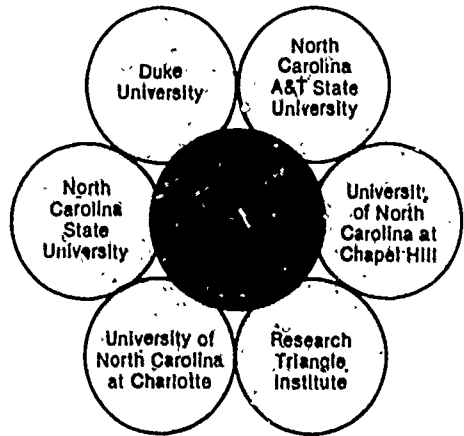 Duke
University
North
Carolina
A&T State
University
North
Carolina
State
University
University
of North
Carolina at
Chapel Hill
University of
North Carolina
at Charlotte
Research
Triangle
Institute